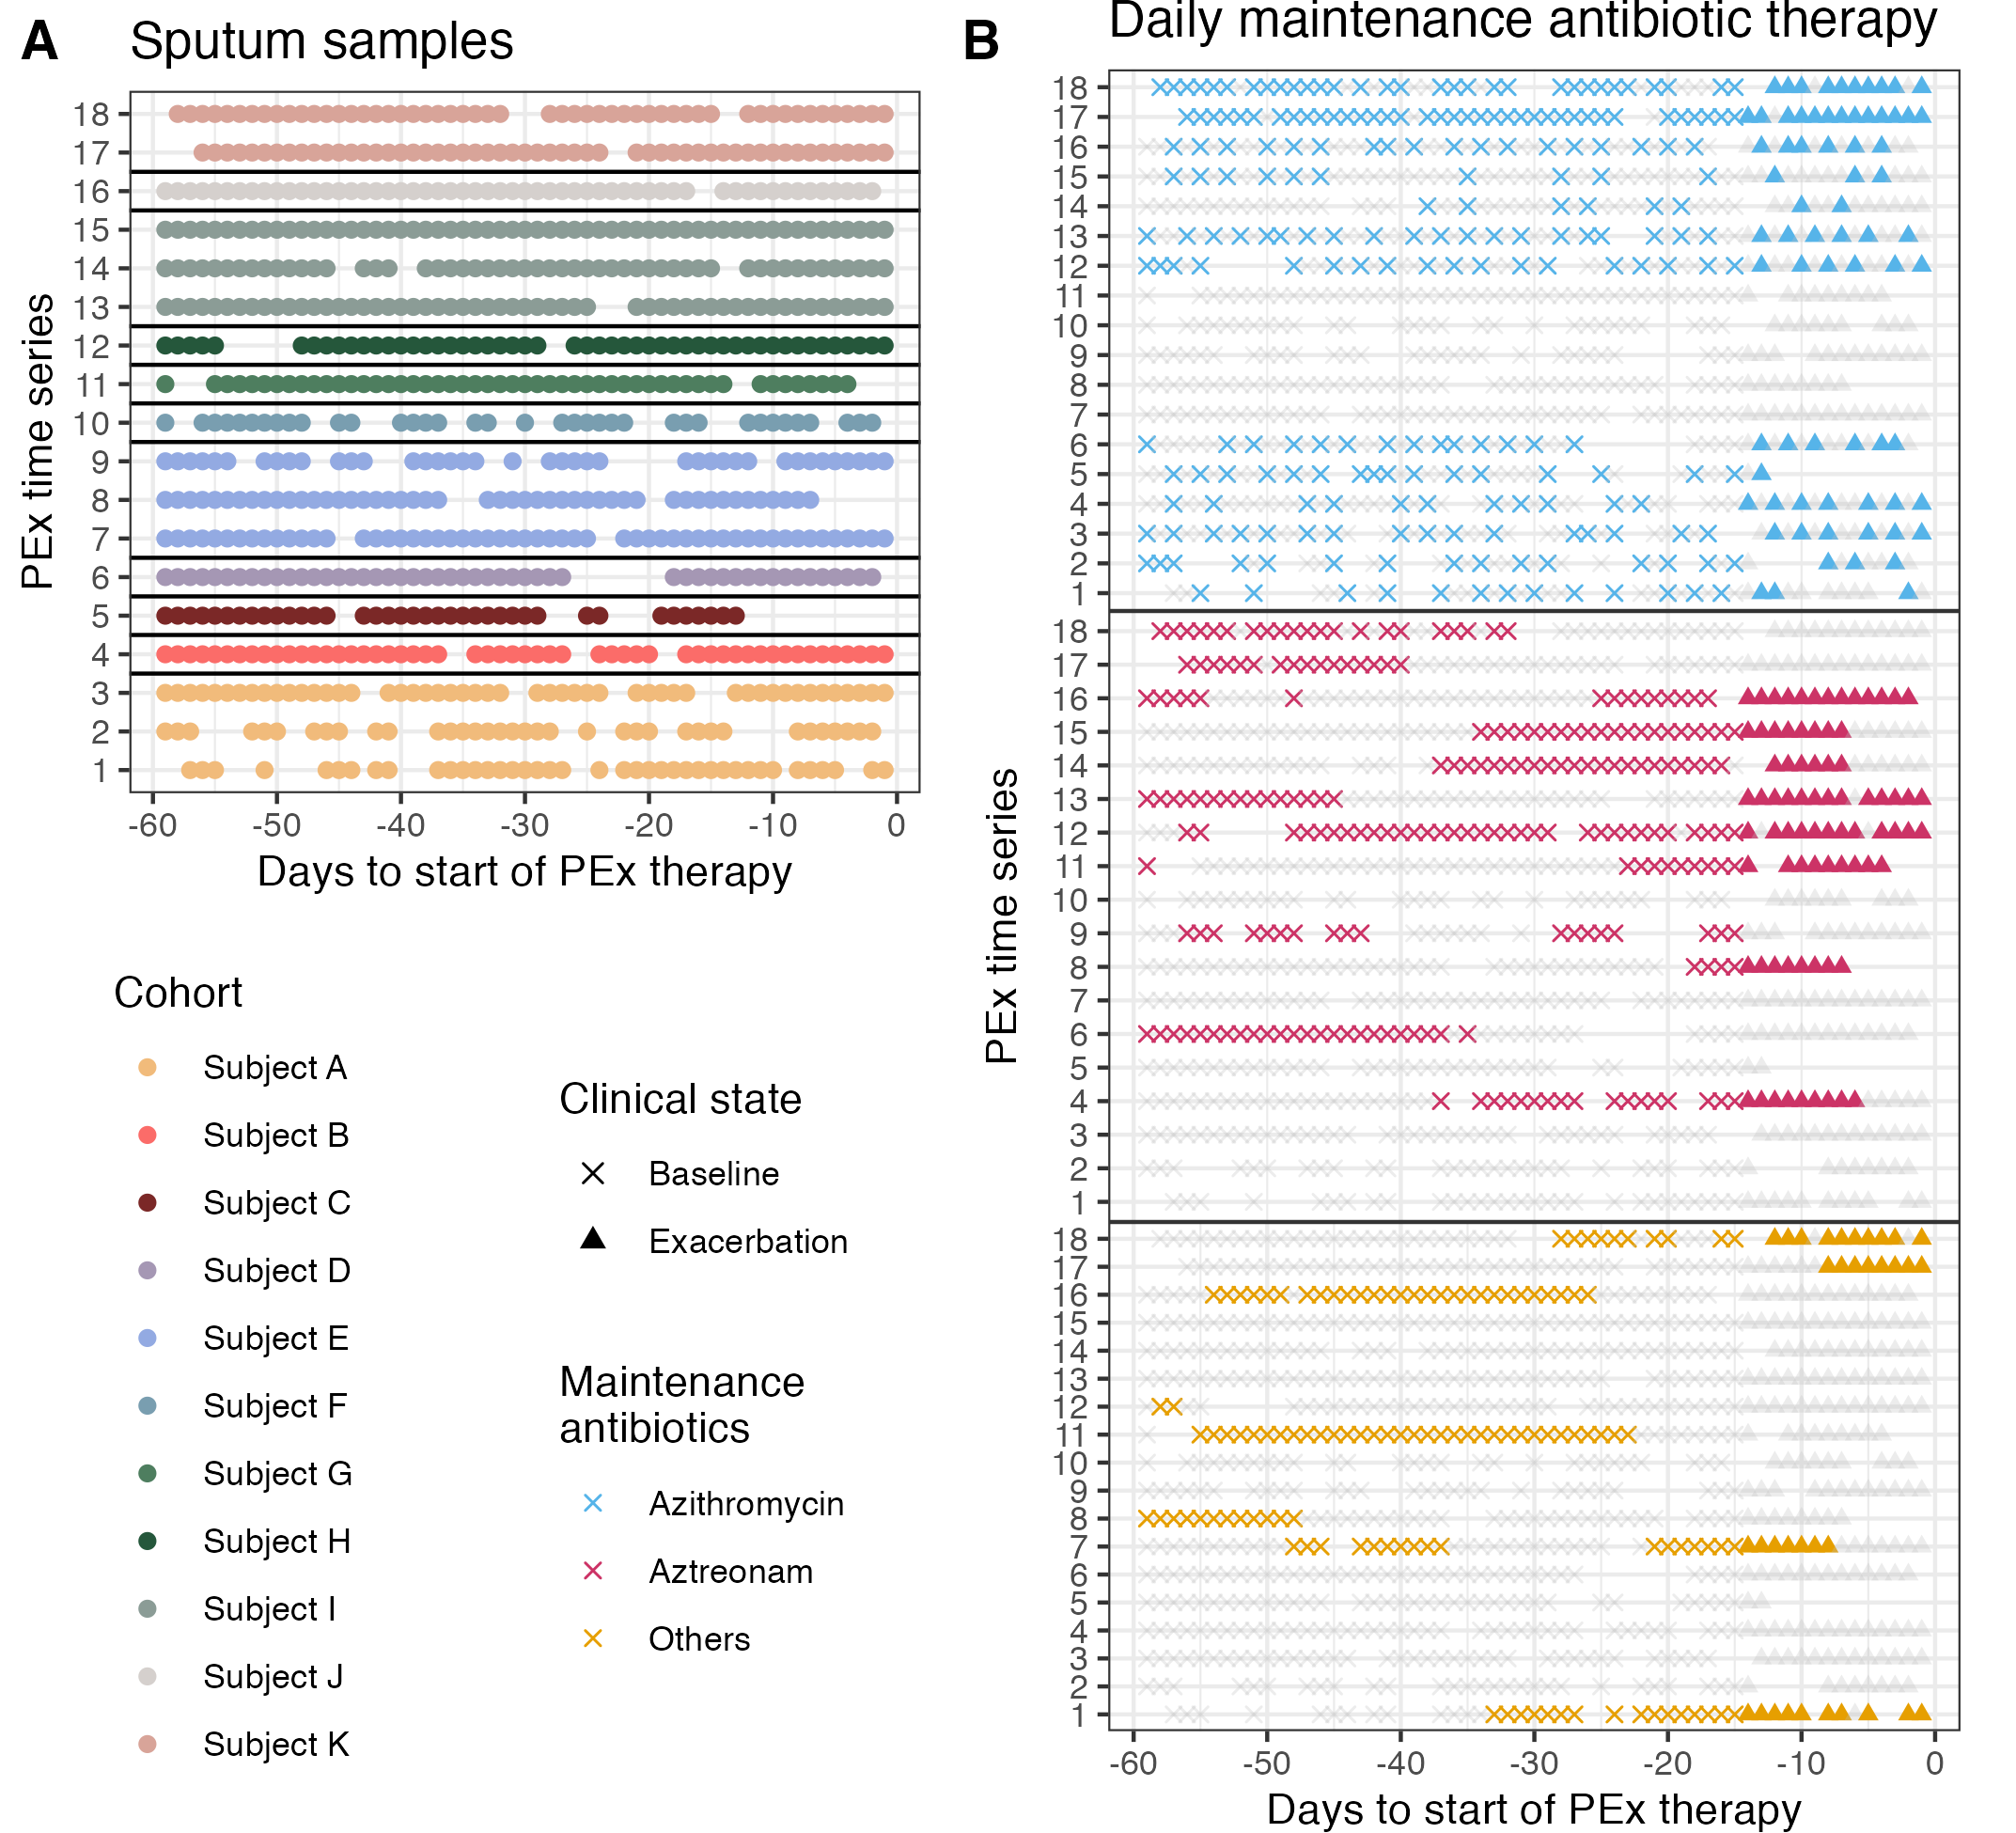 A
Sputum samples
PEx time series
18
17
16
15
14
13
12
11
10
9
8
7
6
5
4
3
2
1
-60 -50 -40 -30 -20 -10 0
Days to start of PEx therapy
Cohort
Subject A
Subject B
Subject C
Subject D
Subject E
Subject F
Subject G
Subject H
Subject I
Subject J
Subject K
Clinical state
Baseline
Exacerbation
Maintenance
antibiotics
Azithromycin
Aztreonam
Others
B
Daily maintenance antibiotic therapy
PEx time series
18
17
16
15
14
13
12
11
10
9
8
7
6
5
4
3
2
1
18
17
16
15
14
13
12
11
10
9
8
7
6
5
4
3
2
1
18
17
16
15
14
13
12
11
10
9
8
7
6
5
4
3
2
1
-60 -50 -40 -30 -20 -10 0
Days to start of PEx therapy